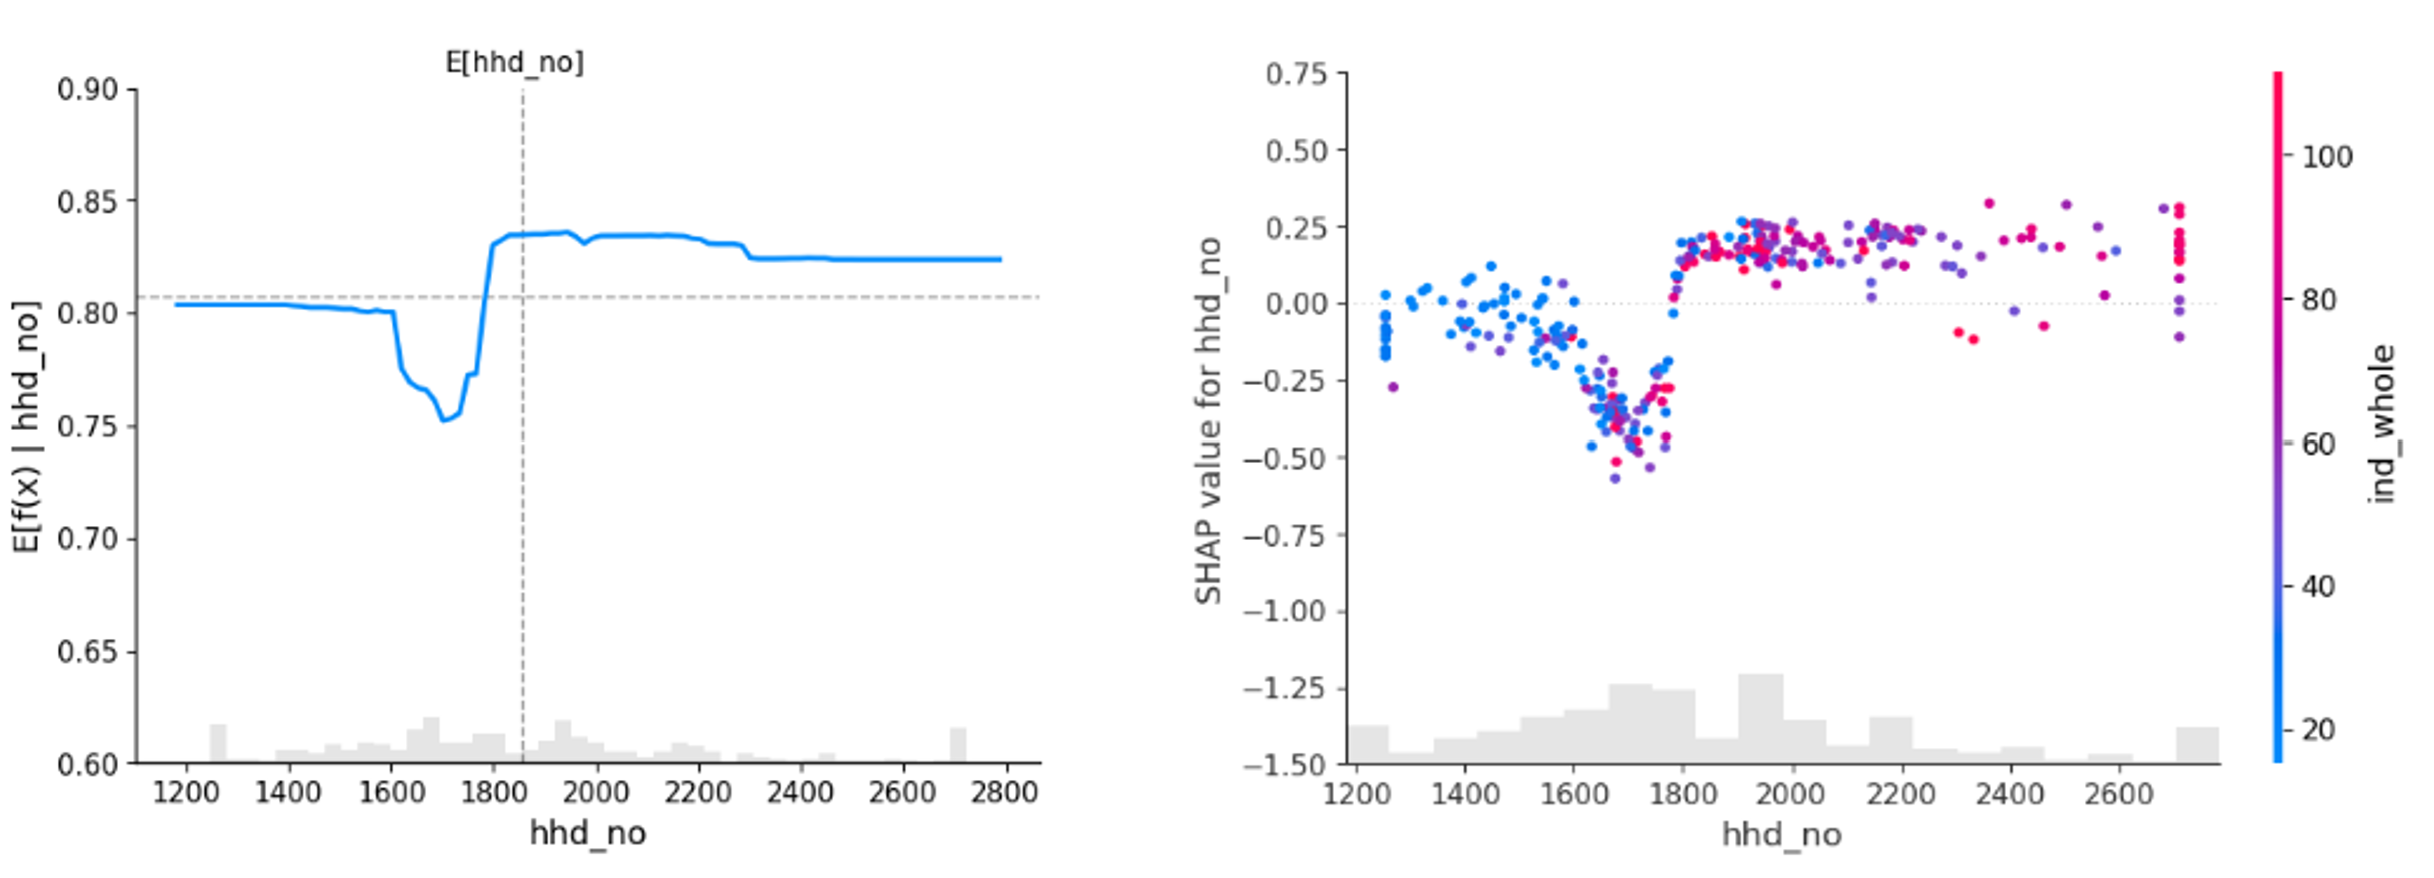 E[hhd_no]
0.90
0.85
0.80
0.75
0.70
0.65
0.60
E[f(x) | hhd_no]
1200 1400 1600 1800 2000 2200 2400 2600 2800
hhd_no
0.75
0.50
0.25
0.00
−0.25
−0.50
−0.75
−1.00
−1.25
−1.50
SHAP value for hhd_no
1200 1400 1600 1800 2000 2200 2400 2600
hhd_no
100
80
60
40
20
ind_whole